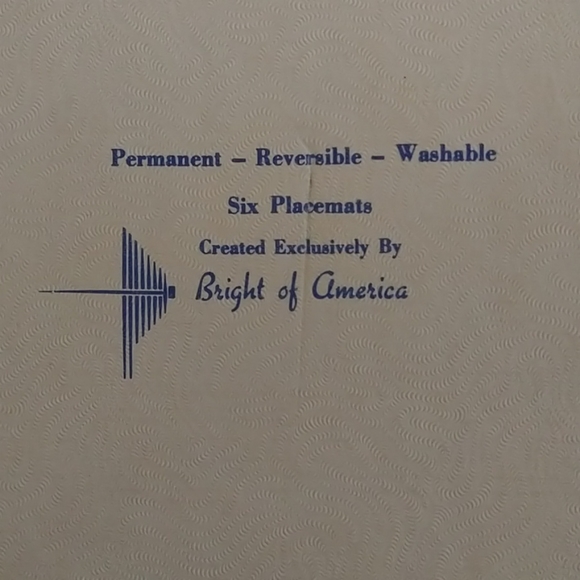 Permanent – Reversible – Washable
Six Placemats
Created Exclusively By
Bright of America